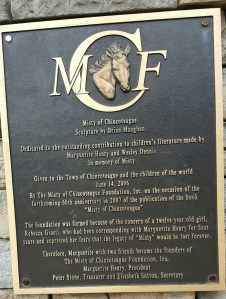 MCF
Misty of Chincoteague
Sculpture by Brian Maughan
Dedicated to the outstanding contribution to children's literature made by
Marguerite Henry and Wesley Dennis
In memory of Misty
Given to the Town of Chincoteague and the children of the world
June 14, 2006
By The Misty of Chincoteague Foundation, Inc. on the occasion of the
forthcoming 60th anniversary in 2007 of the publication of the book
"Misty of Chincoteague"
The foundation was formed because of the concern of a twelve year old girl,
Rebecca Giusti, who had been corresponding with Marguerite Henry for four
years and expressed her fears that the legacy of "Misty" would be lost forever.
Therefore, Marguerite with two friends became the founders of
The Misty of Chincoteague Foundation, Inc.
Marguerite Henry, President
Peter Stone, Treasurer and Elizabeth Sutton, Secretary